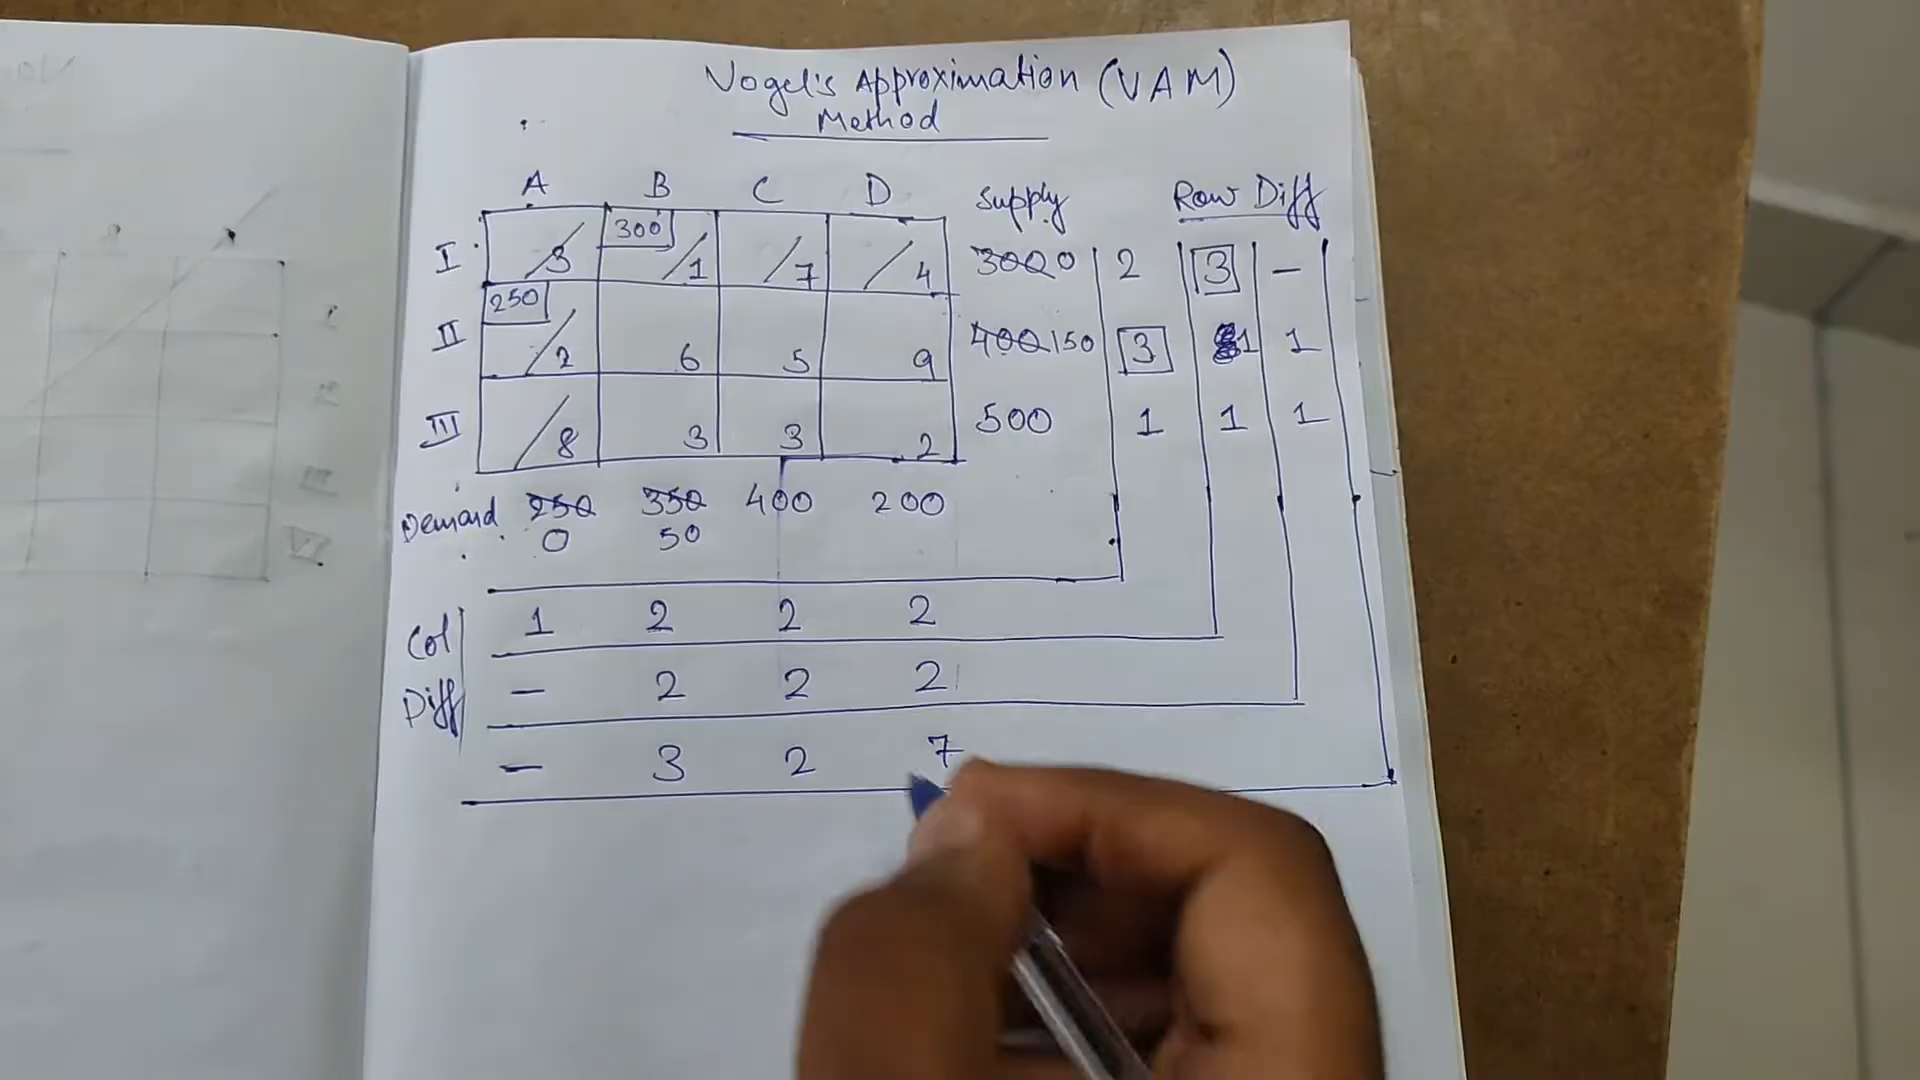 Vogel's Approximation (VAM)
Method
A B C D Supply Row Diff
I 3 300 1 7 4 300 0 2 3 -
II 250 2 6 5 9 400 150 3 1 1
III 8 3 3 2 500 1 1 1
Demand 250 350 400 200
0 50
Col 1 2 2 2
Diff - 2 2 2
- 3 2 7